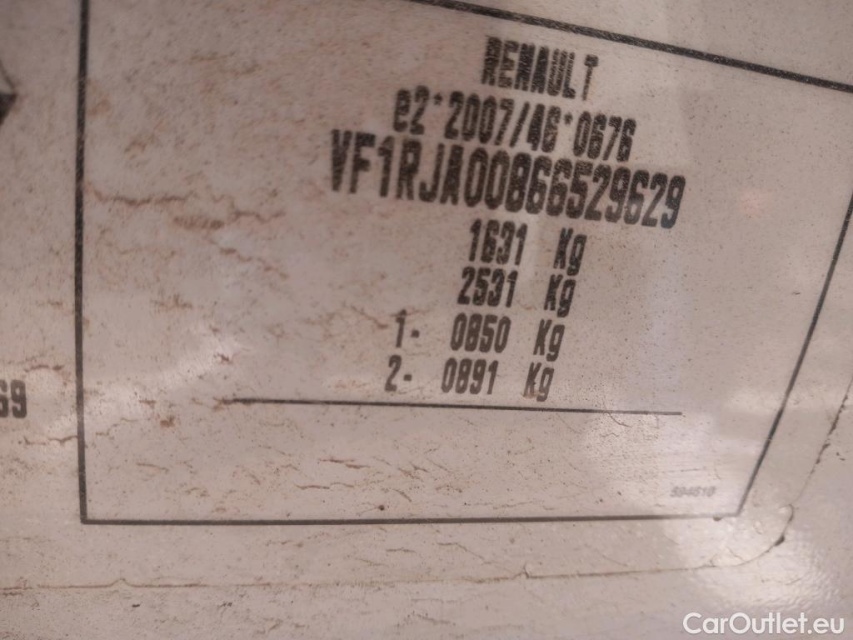 RENAULT
e2*2007/46*0676
VF1RJA00866529629
1631 Kg
2531 Kg
1- 0850 Kg
2- 0891 Kg
69
CarOutlet.eu